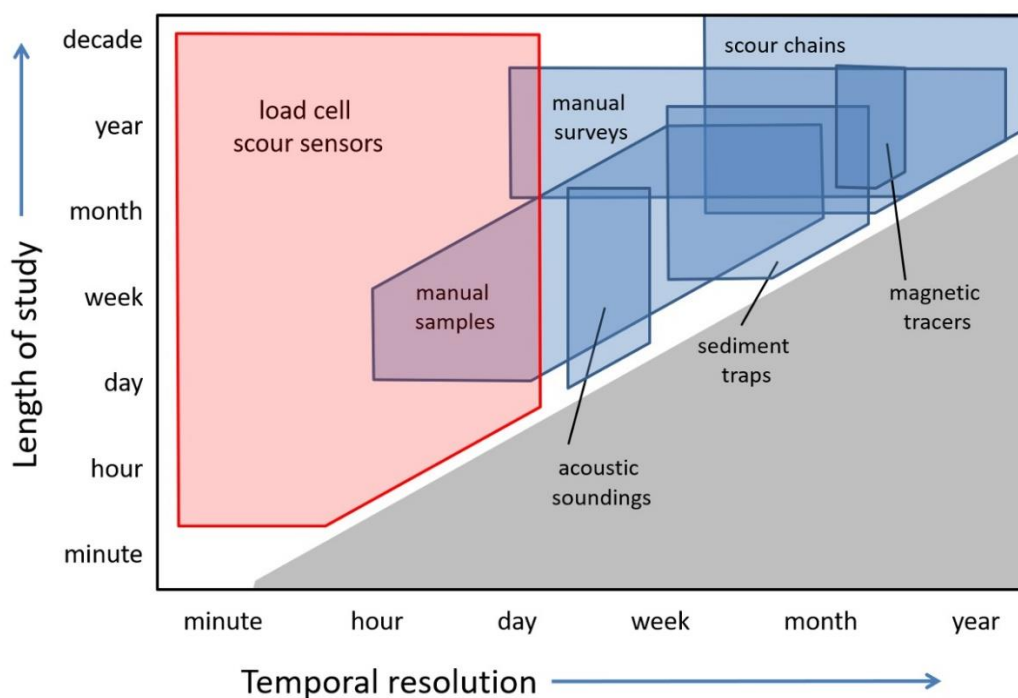 decade
year
month
week
day
hour
minute
Length of study
load cell
scour sensors
scour chains
manual
surveys
manual
samples
magnetic
tracers
sediment
traps
acoustic
soundings
minute
hour
day
week
month
year
Temporal resolution